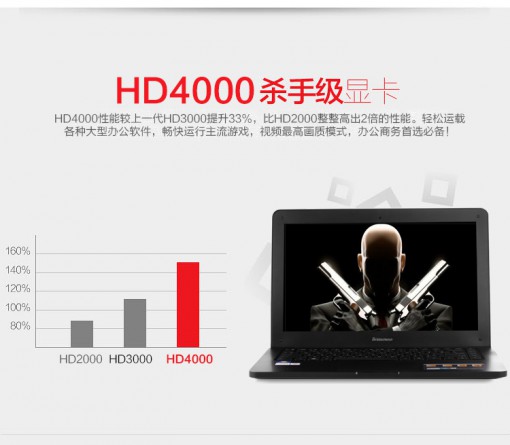 HD4000杀手级显卡
HD4000性能较上一代HD3000提升33%，比HD2000整整高出2倍的性能。轻松运载
各种大型办公软件，畅快运行主流游戏，视频最高画质模式，办公商务首选必备！
160%
140%
120%
100%
80%
HD2000 HD3000 HD4000